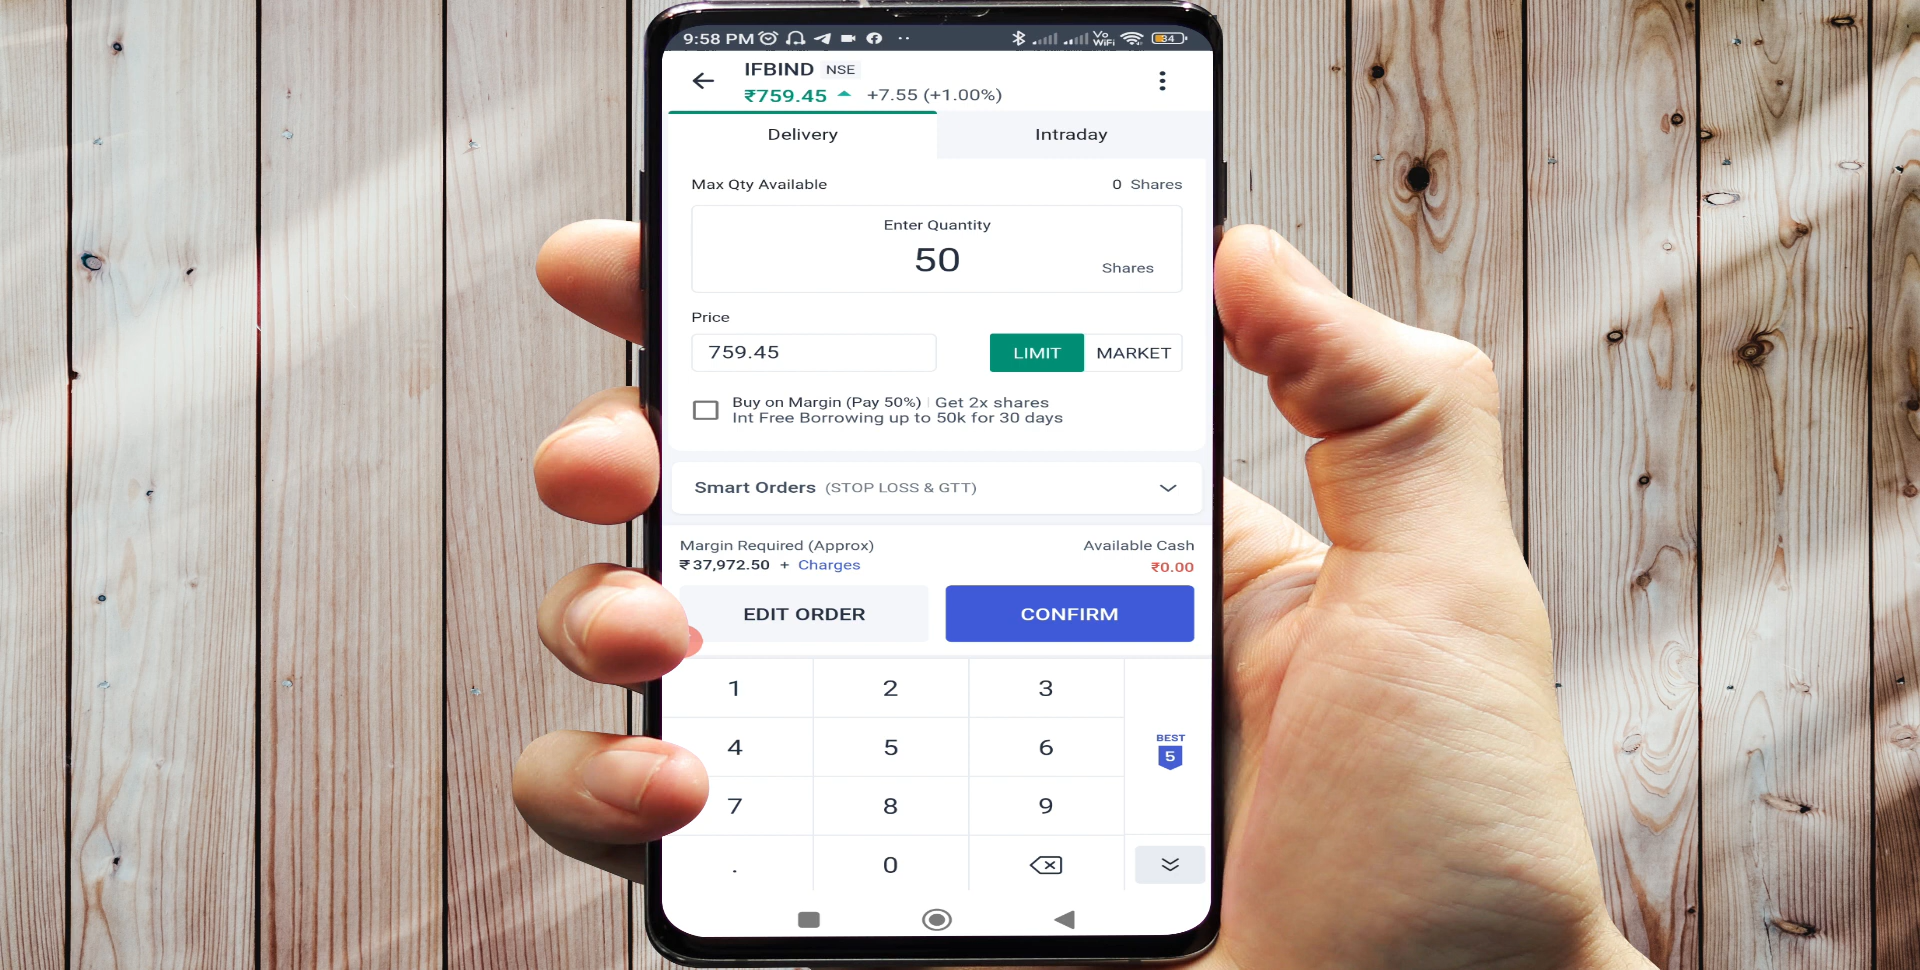 9:58 PM Vo WiFi 34
IFBIND NSE
₹759.45 +7.55 (+1.00%)
Delivery Intraday
Max Qty Available 0 Shares
Enter Quantity
50
Shares
Price
759.45 LIMIT MARKET
Buy on Margin (Pay 50%) | Get 2x shares
Int Free Borrowing up to 50k for 30 days
Smart Orders (STOP LOSS & GTT)
Margin Required (Approx) Available Cash
₹37,972.50 + Charges ₹0.00
EDIT ORDER CONFIRM
1 2 3
4 5 6
BEST
5
7 8 9
. 0